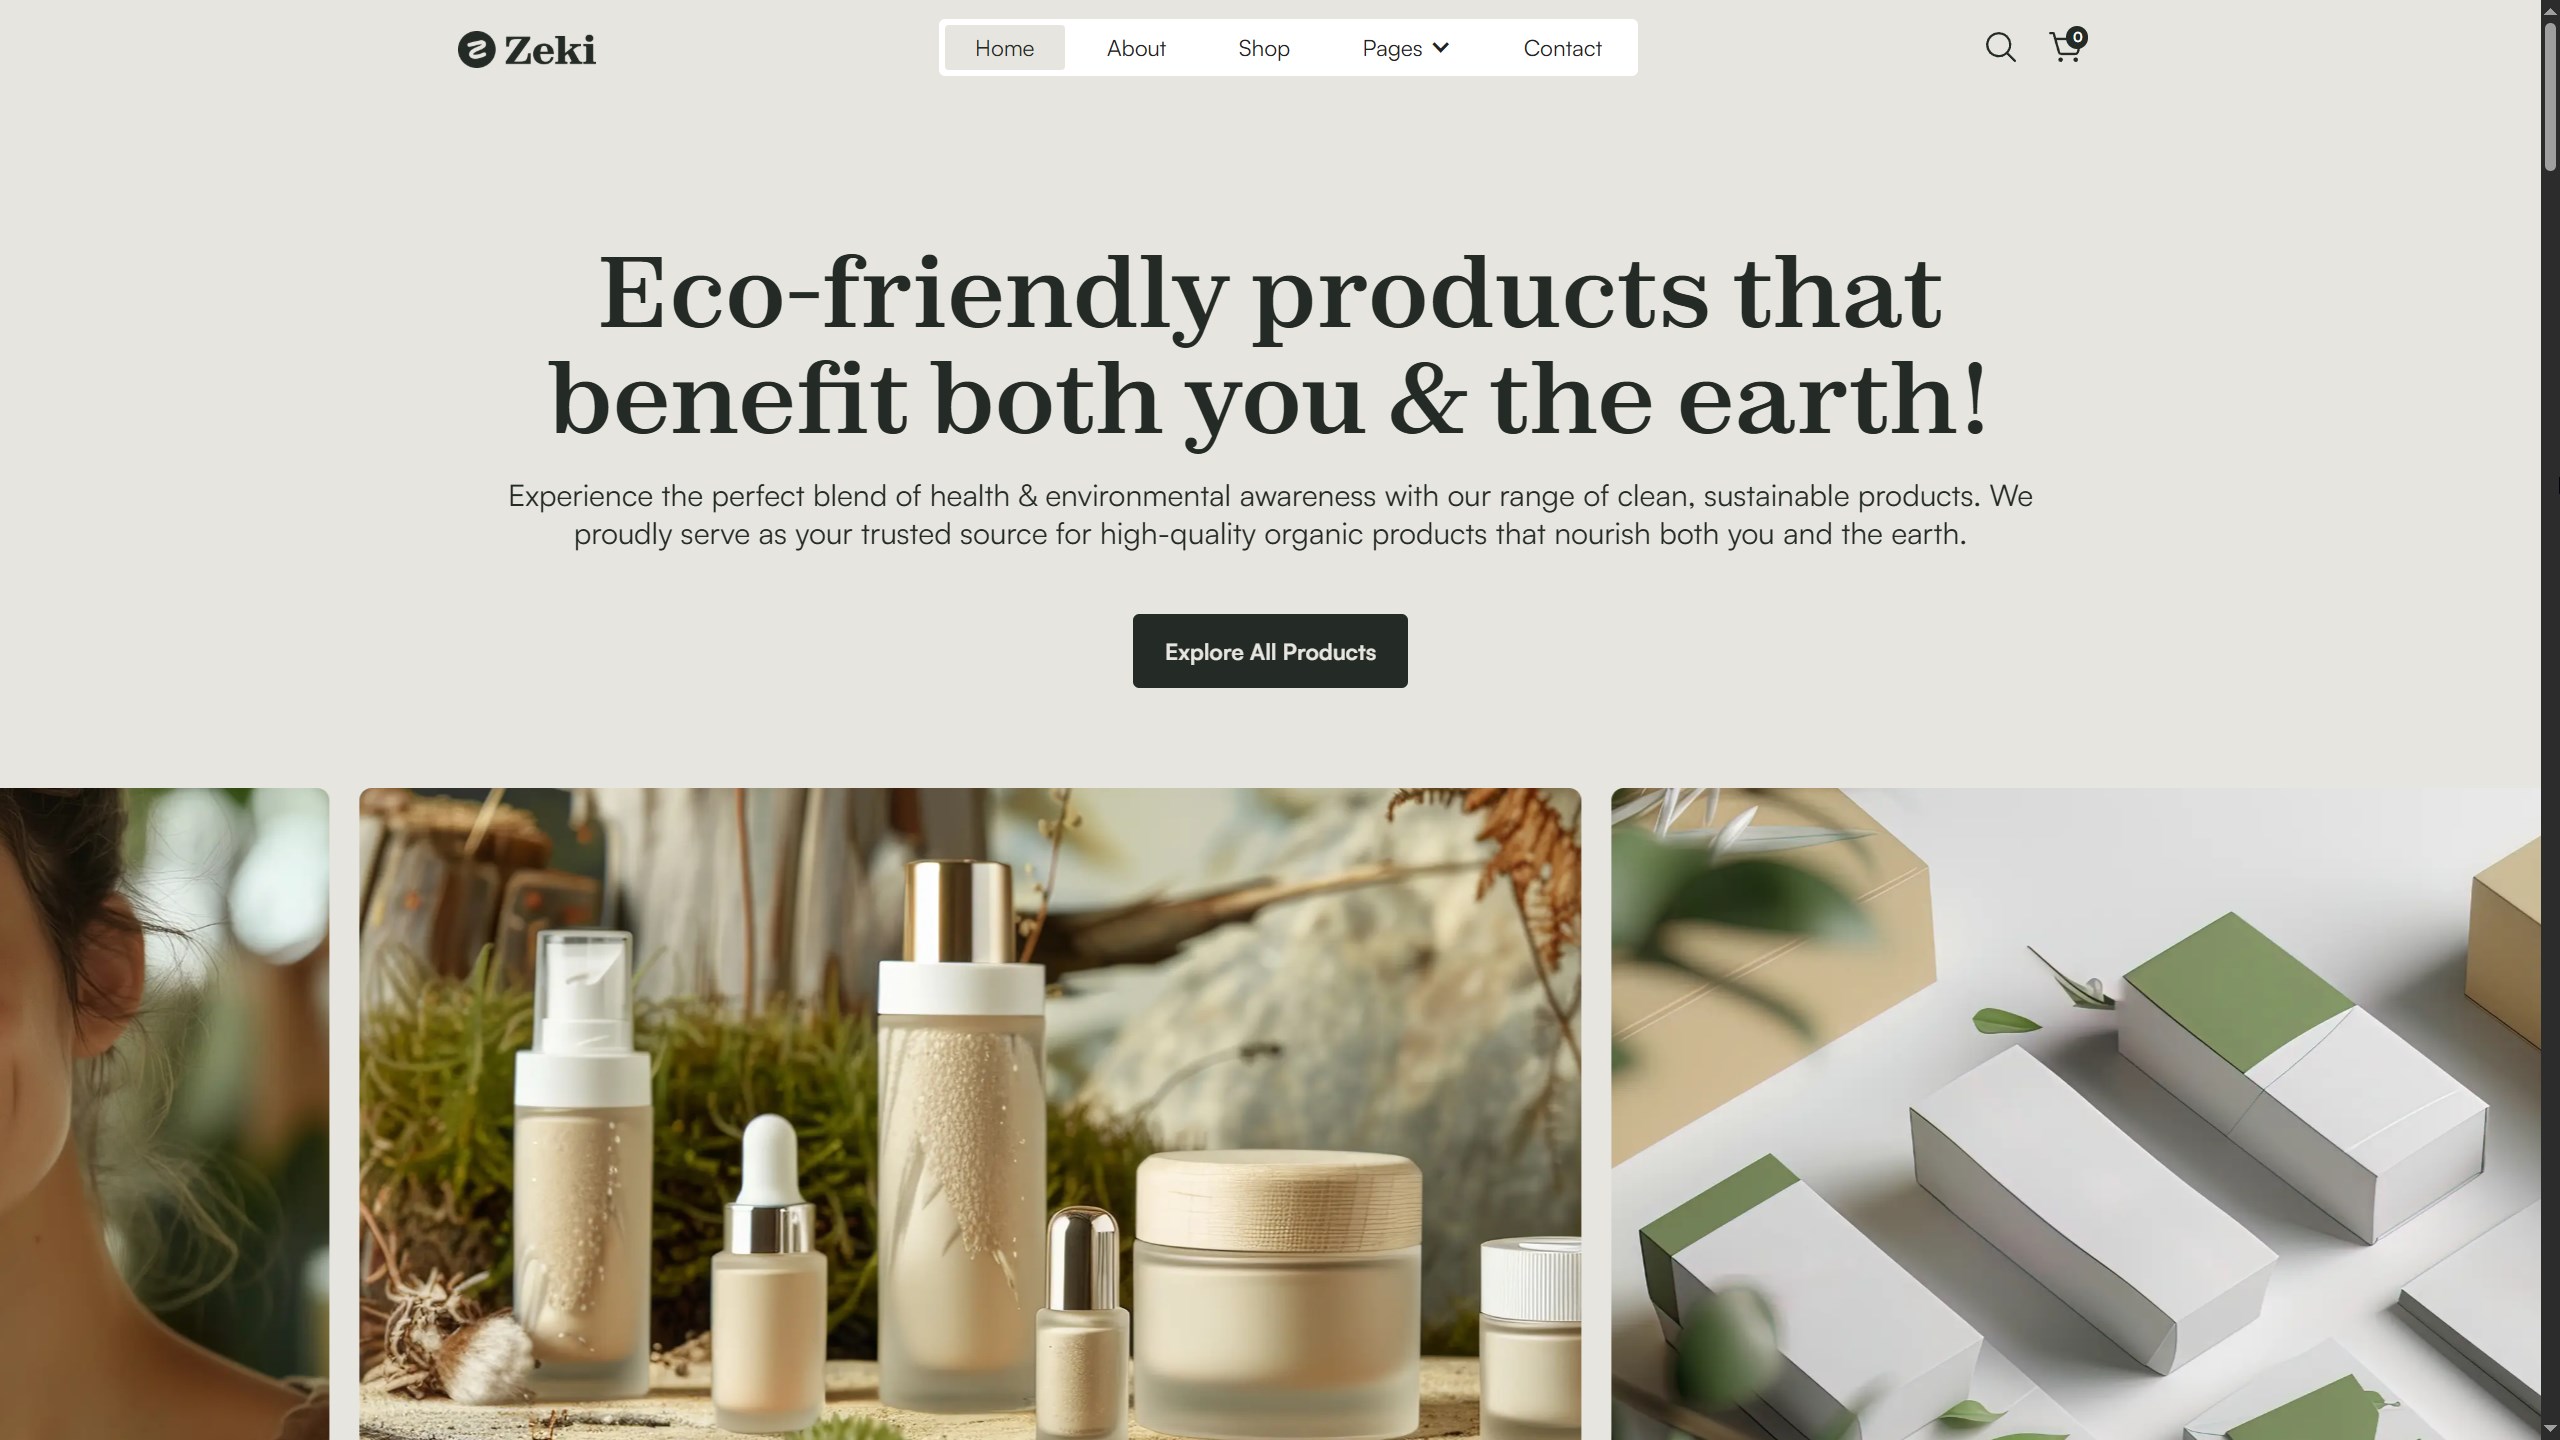 Zeki
Home
About
Shop
Pages
Contact
0
Eco-friendly products that
benefit both you & the earth!
Experience the perfect blend of health & environmental awareness with our range of clean, sustainable products. We
proudly serve as your trusted source for high-quality organic products that nourish both you and the earth.
Explore All Products